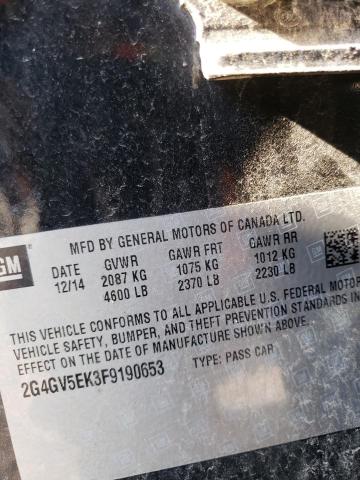 GM
MFD BY GENERAL MOTORS OF CANADA LTD.
DATE GVWR GAWR FRT GAWR RR
12/14 2087 KG 1075 KG 1012 KG
4600 LB 2370 LB 2230 LB
THIS VEHICLE CONFORMS TO ALL APPLICABLE U.S. FEDERAL MOTOR
VEHICLE SAFETY, BUMPER, AND THEFT PREVENTION STANDARDS
EFFECT ON THE DATE OF MANUFACTURE SHOWN ABOVE.
2G4GV5EK3F9190653 TYPE: PASS CAR